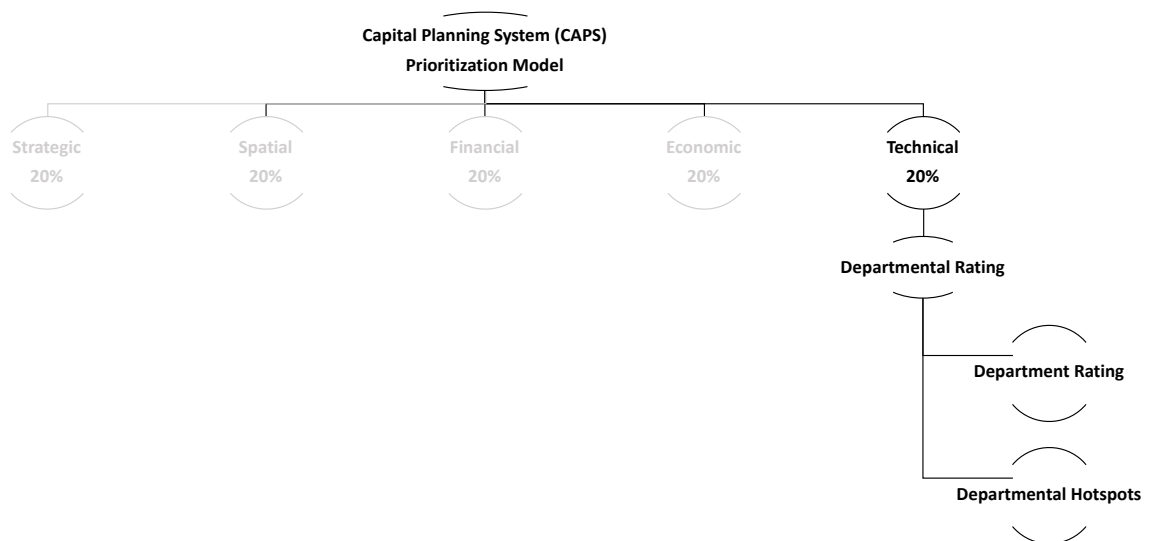 Capital Planning System (CAPS)
Prioritization Model
Strategic
20%
Spatial
20%
Financial
20%
Economic
20%
Technical
20%
Departmental Rating
Department Rating
Departmental Hotspots